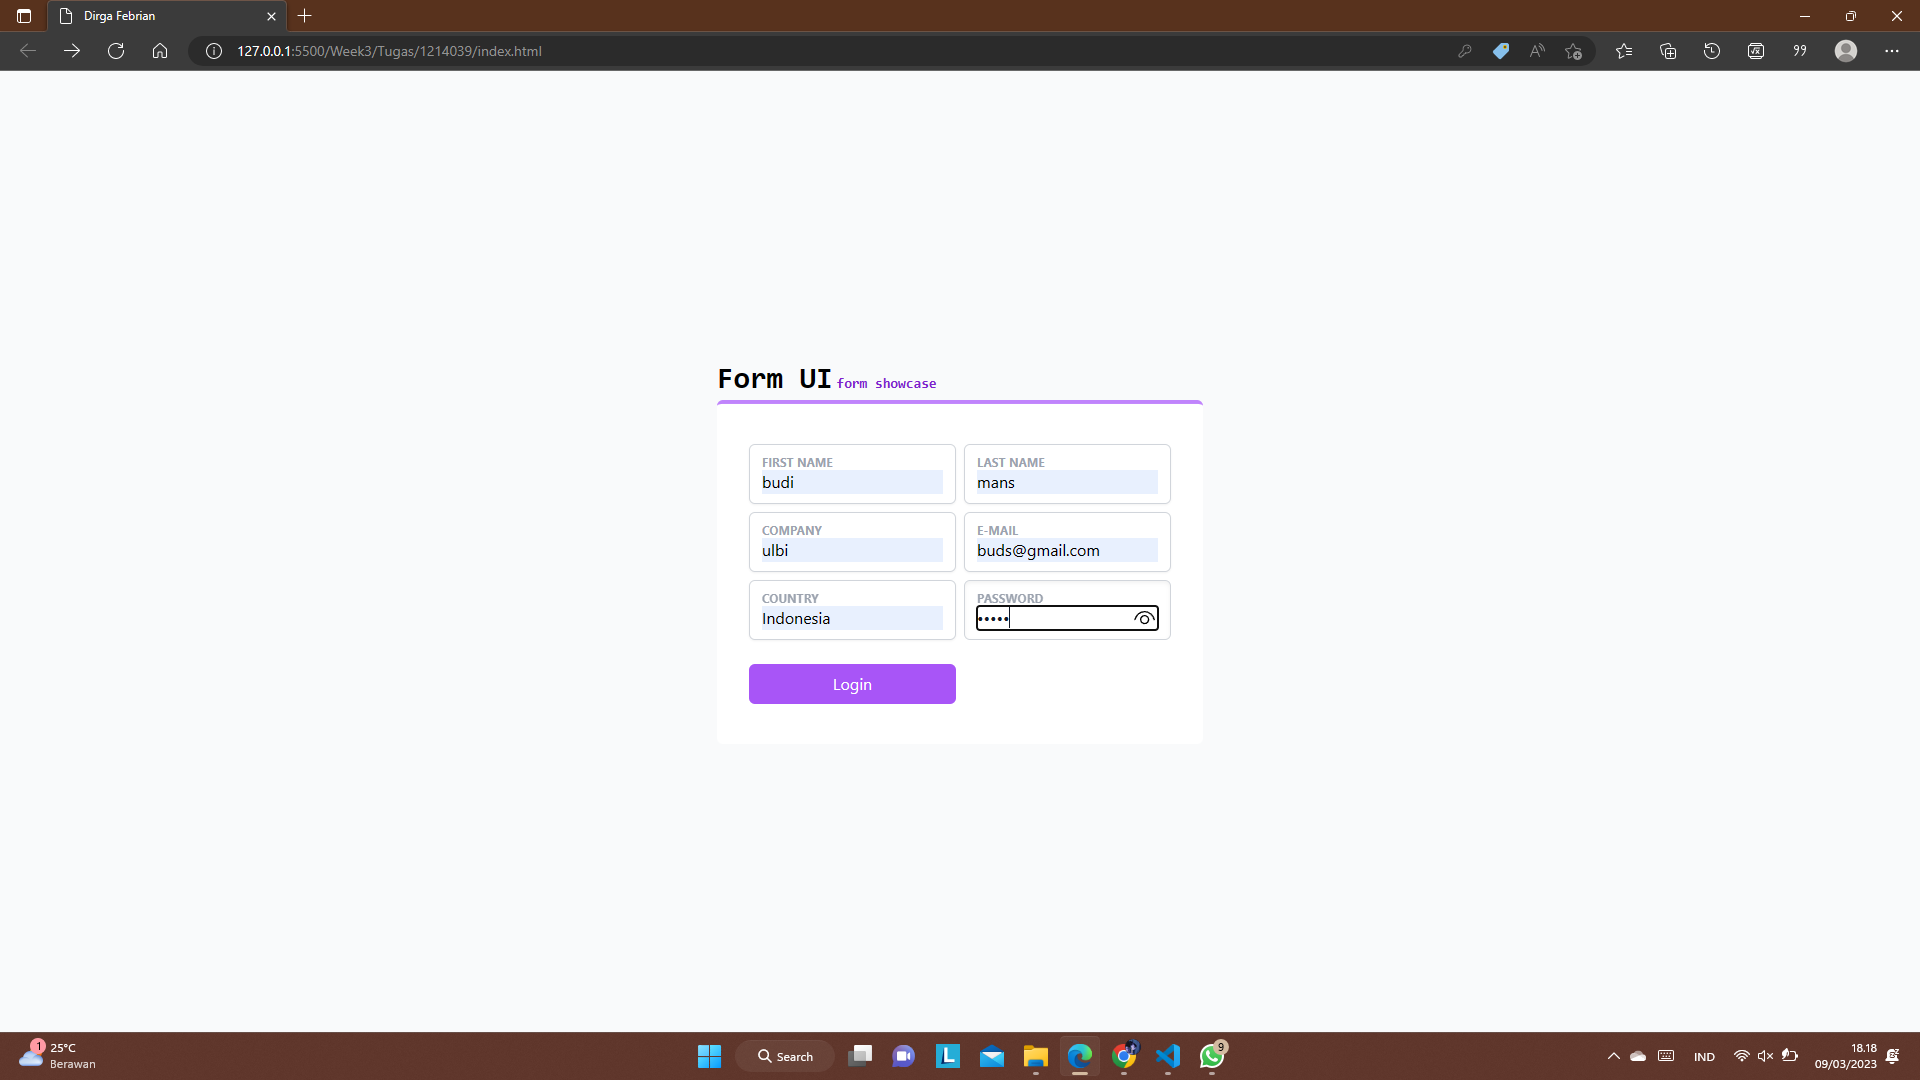 Dirga Febrian
127.0.0.1:5500/Week3/Tugas/1214039/index.html
Form UI form showcase
FIRST NAME
budi
LAST NAME
mans
COMPANY
ulbi
E-MAIL
buds@gmail.com
COUNTRY
Indonesia
PASSWORD
•••••
Login
1
25°C
Berawan
Search
L
9
IND
18.18
09/03/2023